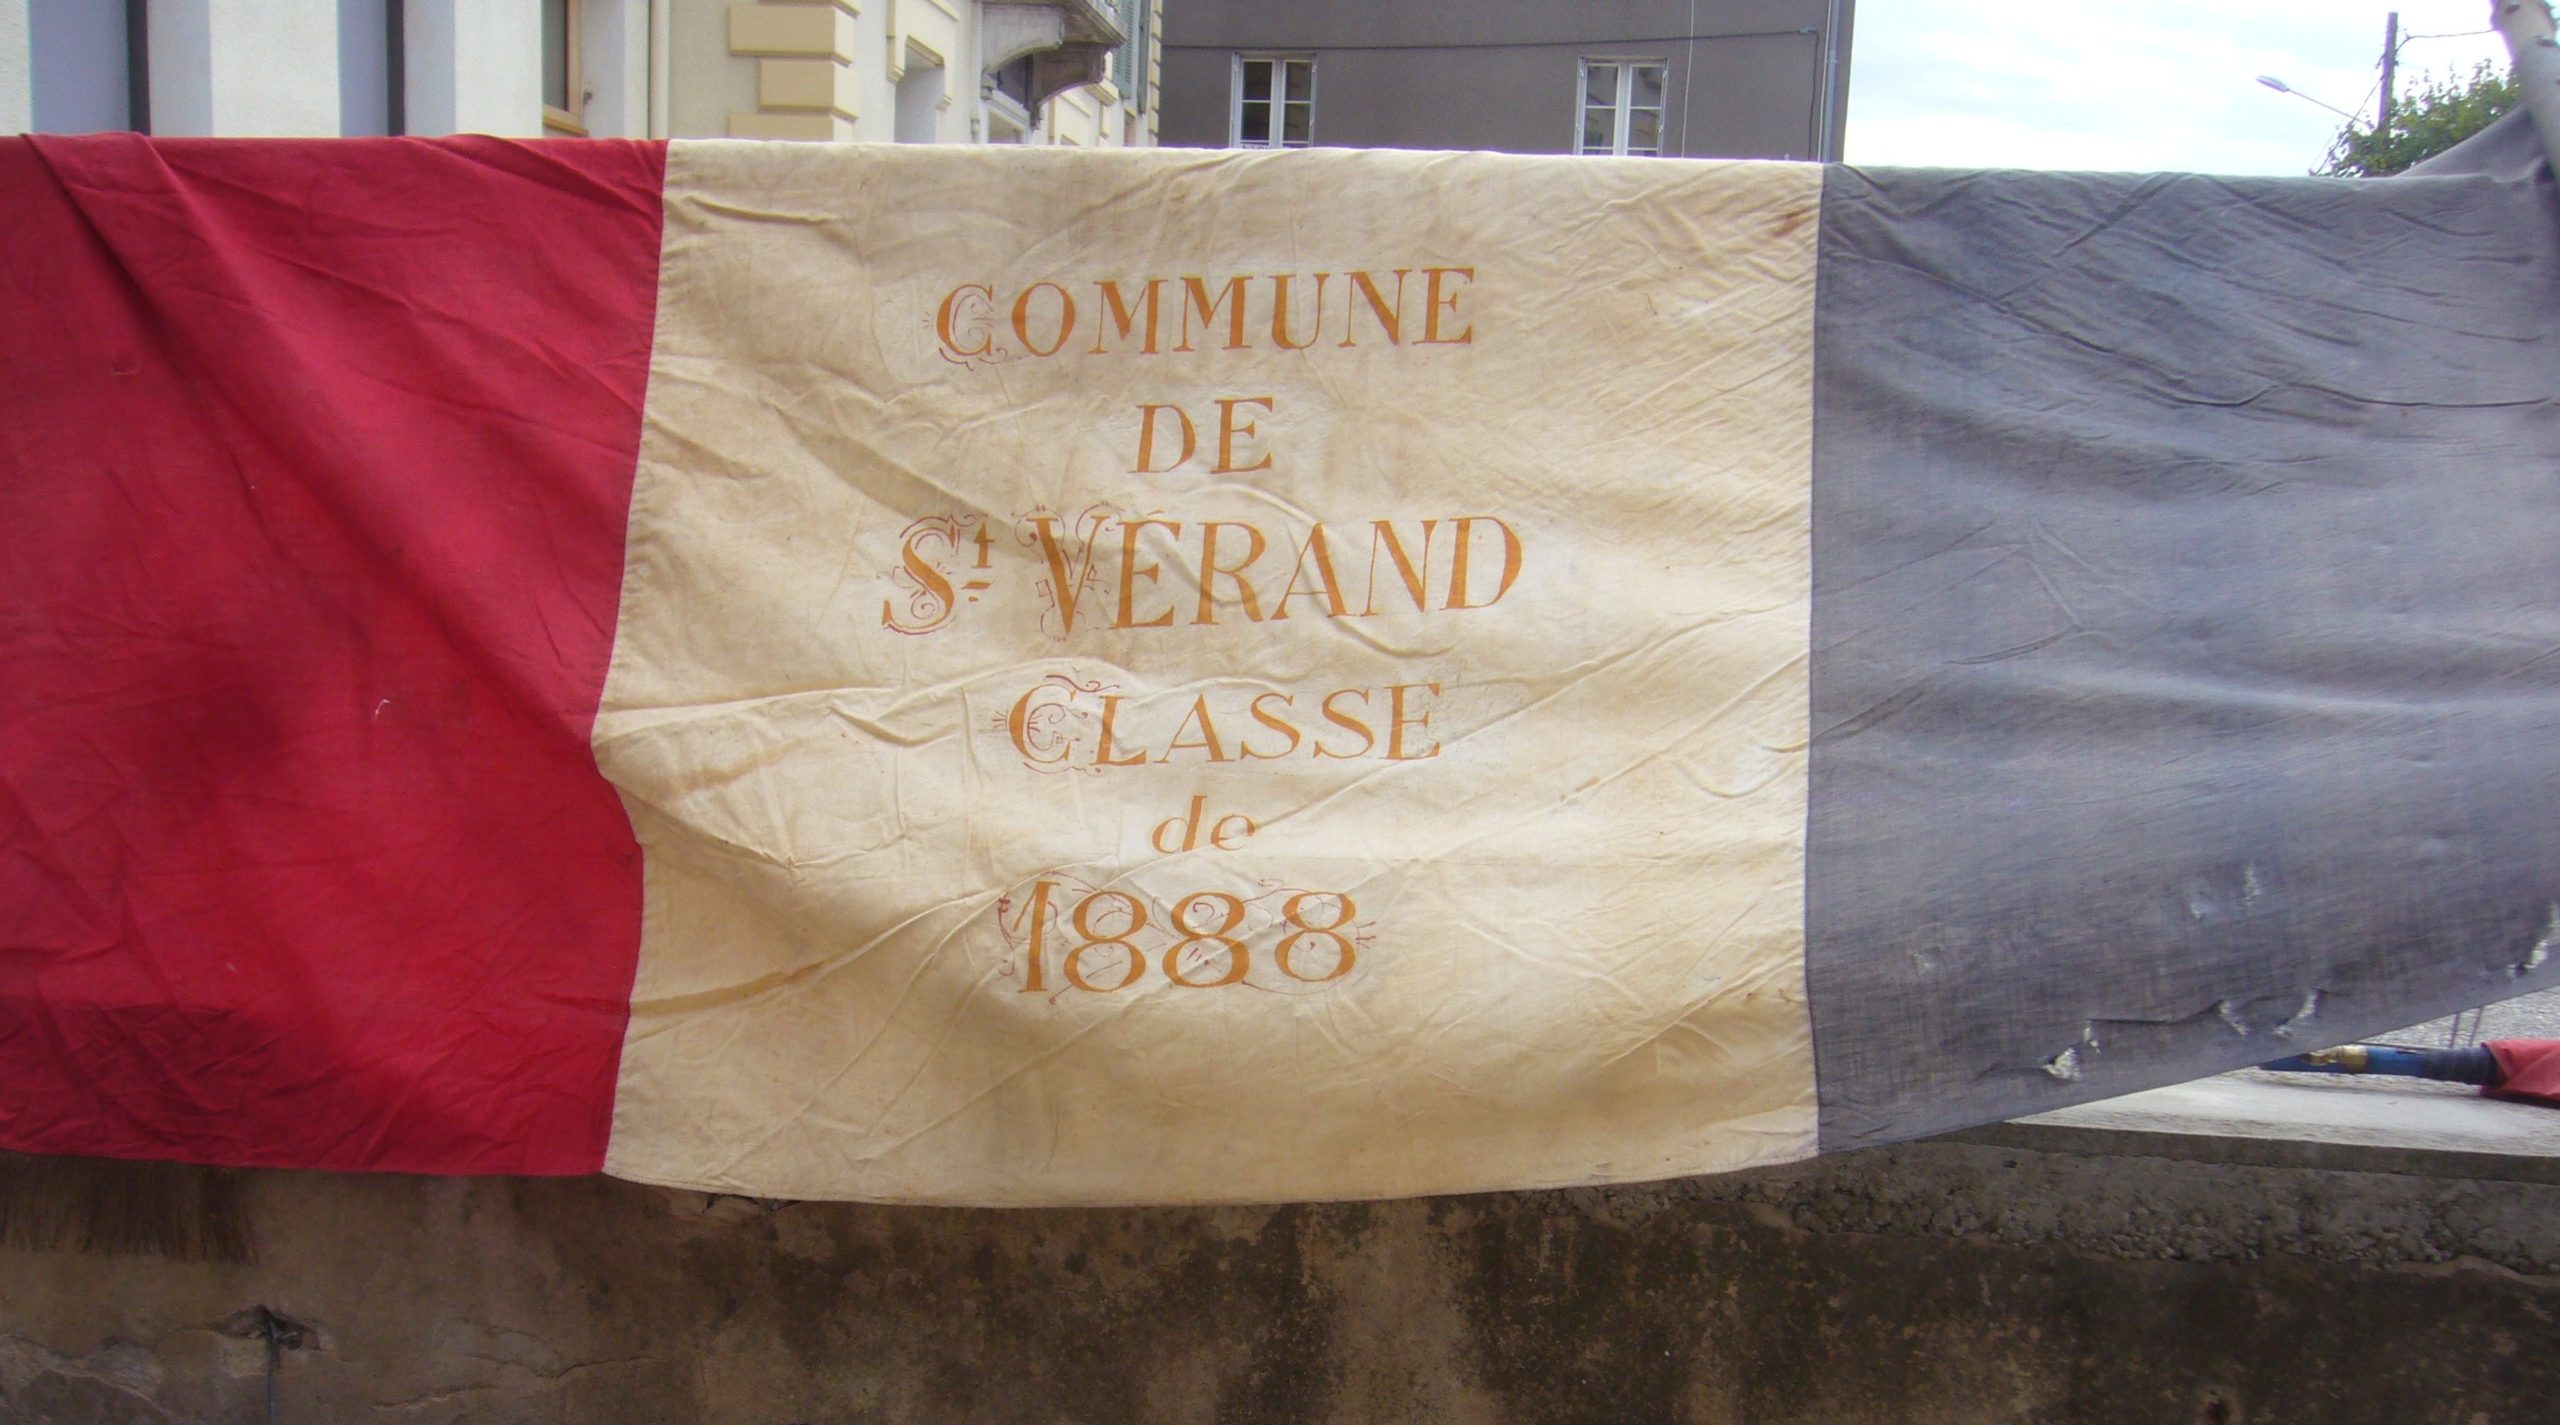 COMMUNE
DE
St VÉRAND
CLASSE
de
1888